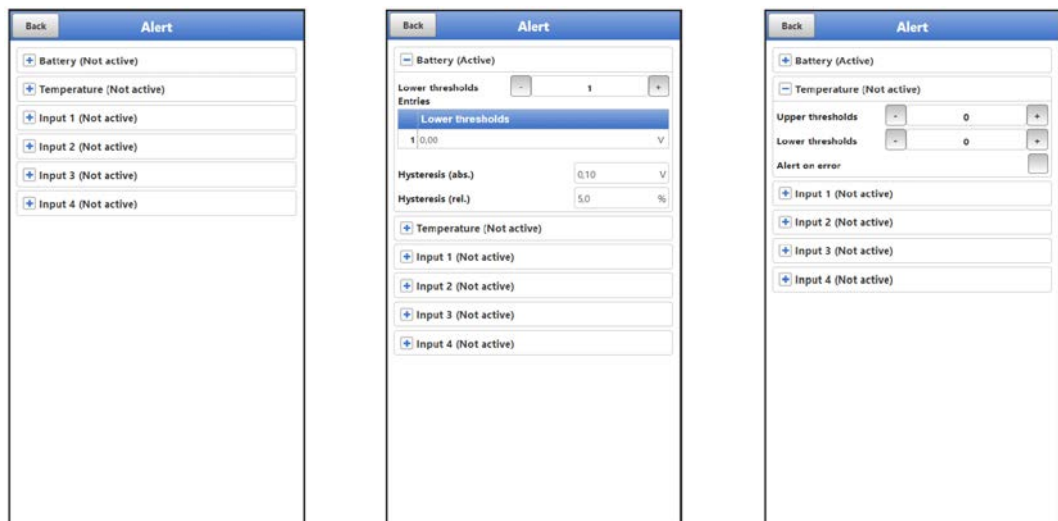 Back Alert
Battery (Not active)
Temperature (Not active)
Input 1 (Not active)
Input 2 (Not active)
Input 3 (Not active)
Input 4 (Not active)
Back Alert
Battery (Active)
Lower thresholds - 1 +
Entries
Lower thresholds
1 0,00 V
Hysteresis (abs.) 0,10 V
Hysteresis (rel.) 5,0 %
Temperature (Not active)
Input 1 (Not active)
Input 2 (Not active)
Input 3 (Not active)
Input 4 (Not active)
Back Alert
Battery (Active)
Temperature (Not active)
Upper thresholds - 0 +
Lower thresholds - 0 +
Alert on error
Input 1 (Not active)
Input 2 (Not active)
Input 3 (Not active)
Input 4 (Not active)